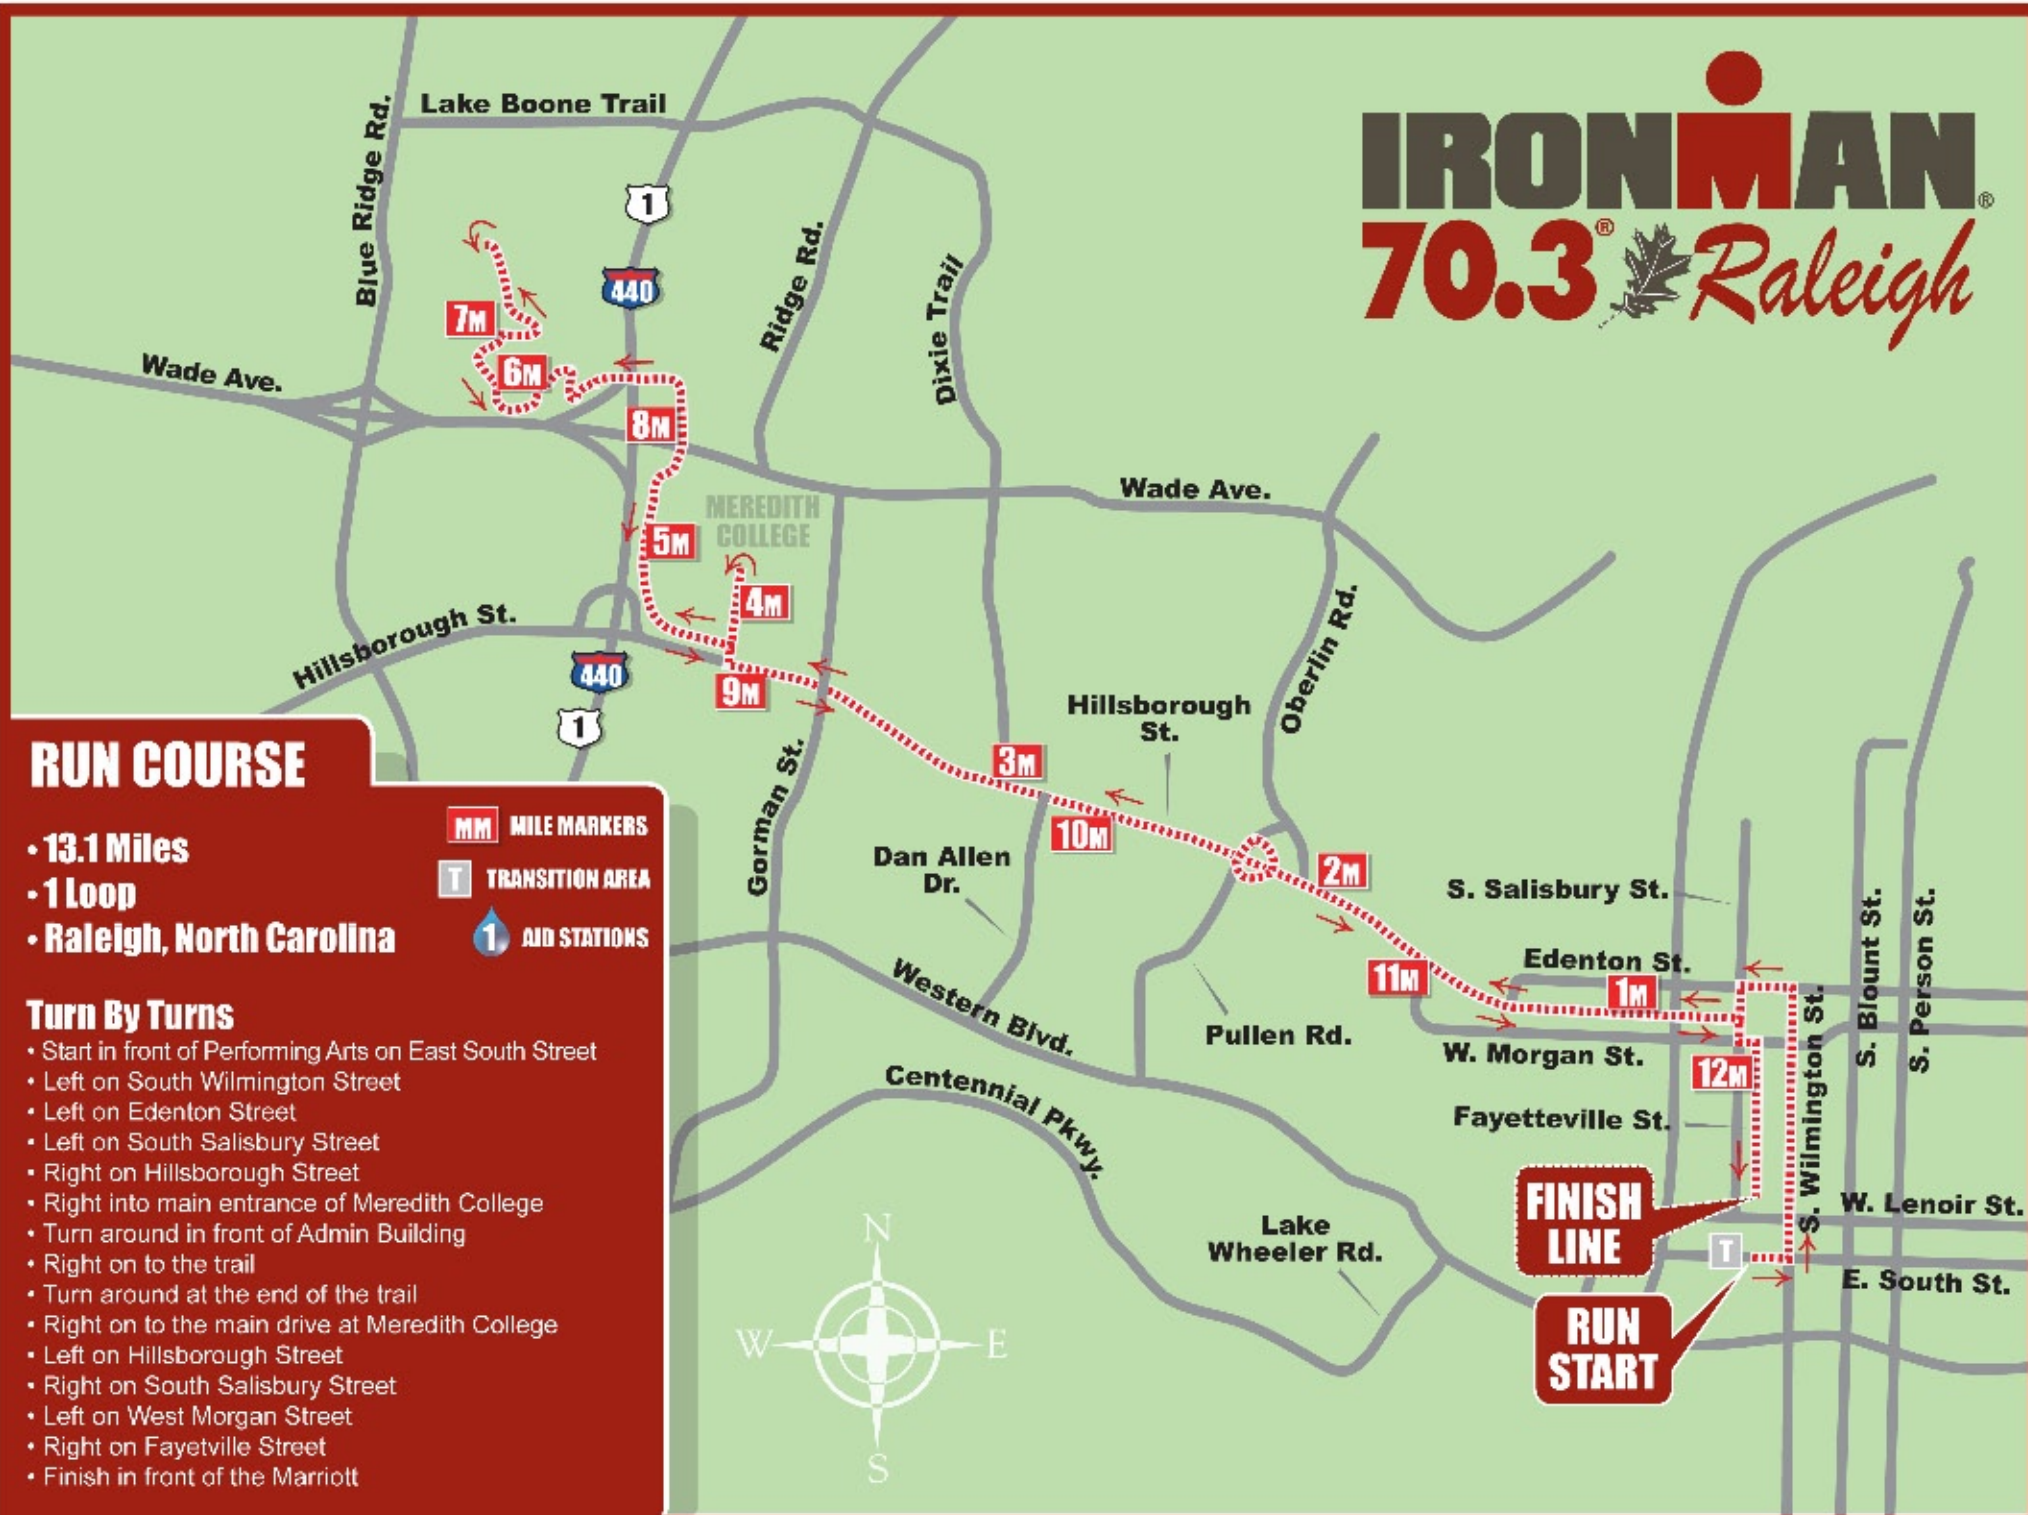 IRONMAN®
70.3® Raleigh
Lake Boone Trail
Blue Ridge Rd.
1
440
Ridge Rd.
Dixie Trail
7M
6M
Wade Ave.
8M
MEREDITH
COLLEGE
5M
Wade Ave.
4M
Hillsborough St.
440
1
9M
Oberlin Rd.
Hillsborough
St.
3M
Gorman St.
10M
Dan Allen
Dr.
2M
S. Salisbury St.
S. Blount St.
S. Person St.
Edenton St.
11M
1M
Western Blvd.
Pullen Rd.
W. Morgan St.
12M
S. Wilmington St.
Centennial Pkwy.
Fayetteville St.
FINISH
LINE
W. Lenoir St.
Lake
Wheeler Rd.
T
E. South St.
RUN
START
N
W
E
S
RUN COURSE
• 13.1 Miles
• 1 Loop
• Raleigh, North Carolina
MM MILE MARKERS
T TRANSITION AREA
1 AID STATIONS
Turn By Turns
• Start in front of Performing Arts on East South Street
• Left on South Wilmington Street
• Left on Edenton Street
• Left on South Salisbury Street
• Right on Hillsborough Street
• Right into main entrance of Meredith College
• Turn around in front of Admin Building
• Right on to the trail
• Turn around at the end of the trail
• Right on to the main drive at Meredith College
• Left on Hillsborough Street
• Right on South Salisbury Street
• Left on West Morgan Street
• Right on Fayetville Street
• Finish in front of the Marriott